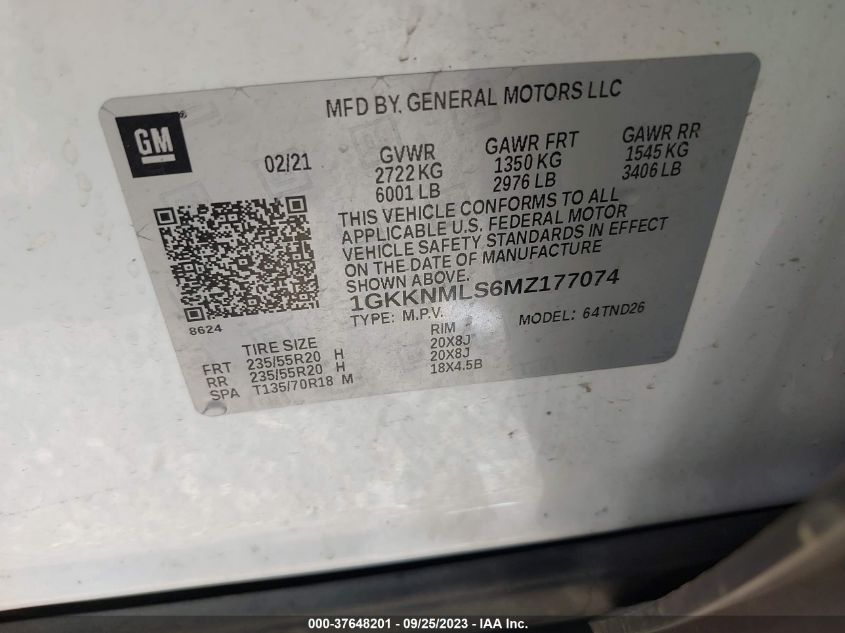 MFD BY. GENERAL MOTORS LLC
GM®
02/21
GVWR
2722 KG
6001 LB
GAWR FRT
1350 KG
2976 LB
GAWR RR
1545 KG
3406 LB
THIS VEHICLE CONFORMS TO ALL
APPLICABLE U.S. FEDERAL MOTOR
VEHICLE SAFETY STANDARDS IN EFFECT
ON THE DATE OF MANUFACTURE
SHOWN ABOVE.
1GKKNMLS6MZ177074
TYPE: M.P.V. MODEL: 64TND26
8624
TIRE SIZE RIM
FRT 235/55R20 H 20X8J
RR 235/55R20 H 20X8J
SPA T135/70R18 M 18X4.5B
000-37648201 - 09/25/2023 - IAA Inc.